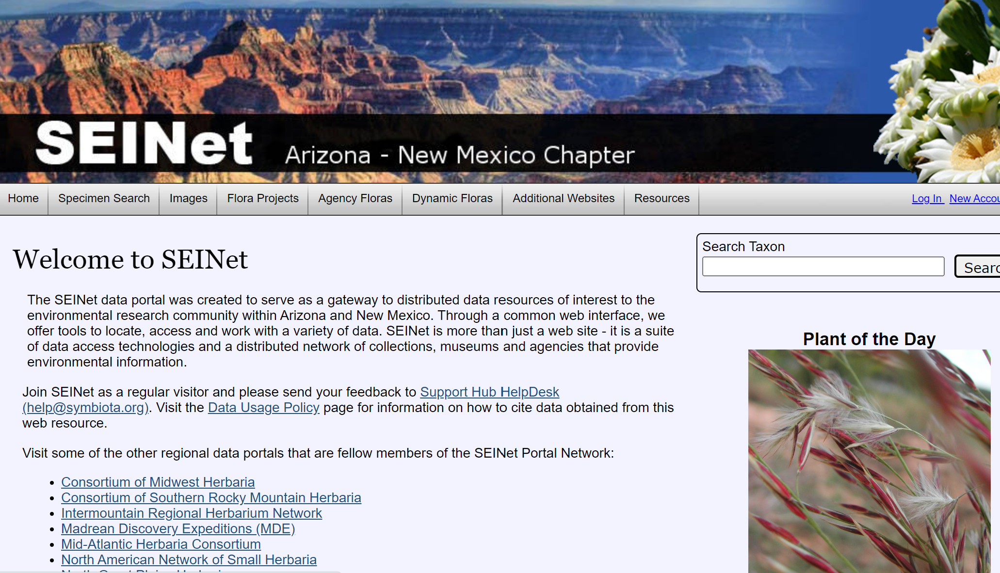 SEINet Arizona - New Mexico Chapter
Home Specimen Search Images Flora Projects Agency Floras Dynamic Floras Additional Websites Resources Log In New Accou
Search Taxon
Searc
Welcome to SEINet
The SEINet data portal was created to serve as a gateway to distributed data resources of interest to the
environmental research community within Arizona and New Mexico. Through a common web interface, we
offer tools to locate, access and work with a variety of data. SEINet is more than just a web site - it is a suite
of data access technologies and a distributed network of collections, museums and agencies that provide
environmental information.
Join SEINet as a regular visitor and please send your feedback to Support Hub HelpDesk
(help@symbiota.org). Visit the Data Usage Policy page for information on how to cite data obtained from this
web resource.
Visit some of the other regional data portals that are fellow members of the SEINet Portal Network:
• Consortium of Midwest Herbaria
• Consortium of Southern Rocky Mountain Herbaria
• Intermountain Regional Herbarium Network
• Madrean Discovery Expeditions (MDE)
• Mid-Atlantic Herbaria Consortium
• North American Network of Small Herbaria
Plant of the Day